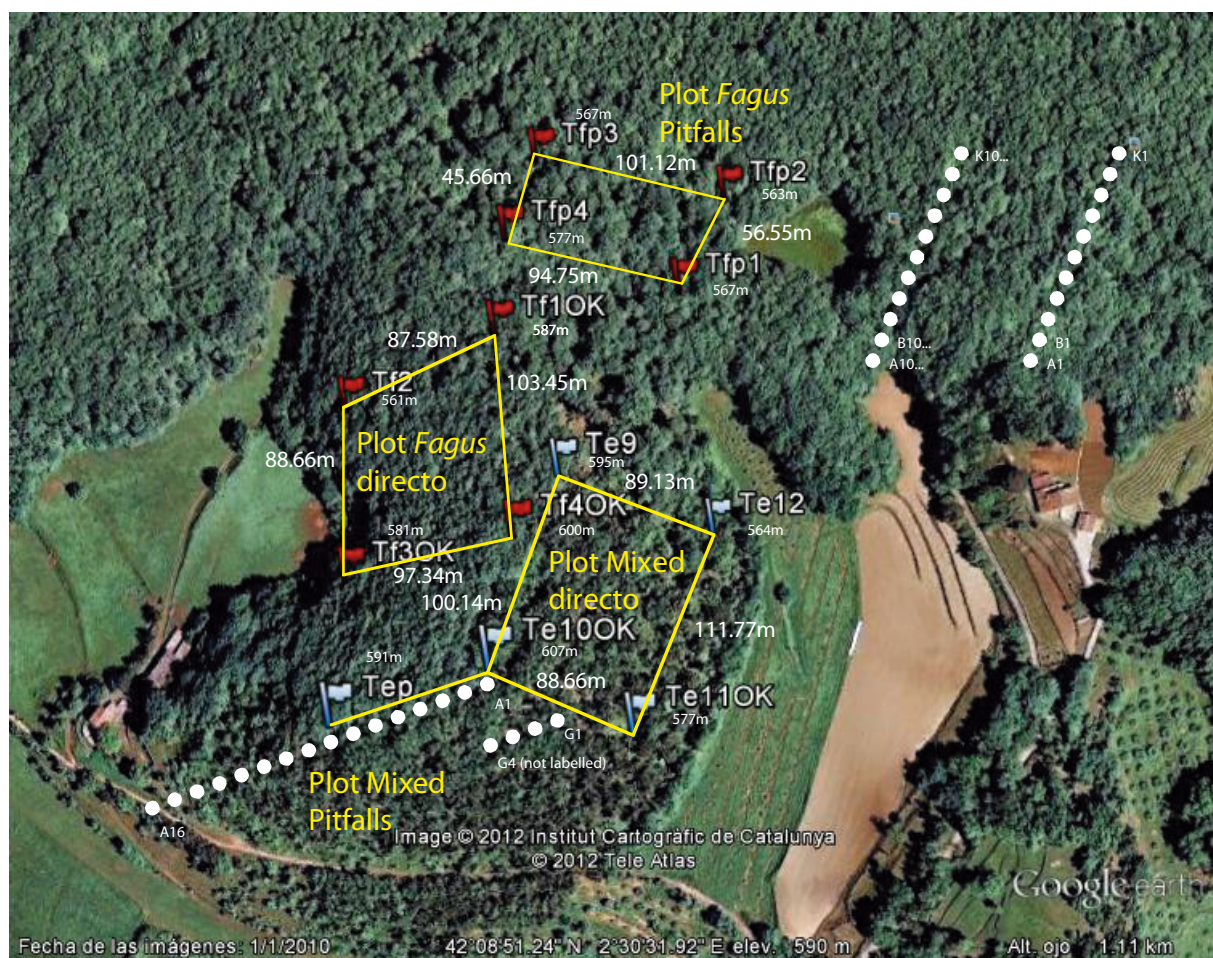 Plot Fagus
Pitfalls
567m
Tfp3
101.12m
Tfp2
563m
45.66m
Tfp4
577m
56.55m
Tfp1
567m
94.75m
K10...
K1
B10...
A10...
B1
A1
Tf1OK
587m
87.58m
103.45m
Tf2
561m
Plot Fagus
directo
88.66m
581m
Tf3OK
97.34m
Te9
595m
89.13m
Tf4OK
600m
Te12
564m
Plot Mixed
directo
100.14m
111.77m
Te10OK
607m
591m
Tep
88.66m
Te11OK
577m
A1
G1
G4 (not labelled)
Plot Mixed
Pitfalls
A16
Image © 2012 Institut Cartogràfic de Catalunya
© 2012 Tele Atlas
Google earth
Fecha de las imágenes: 1/1/2010 42°08'51.24" N 2°30'31.92" E elev. 590 m Alt. ojo 1.11 km